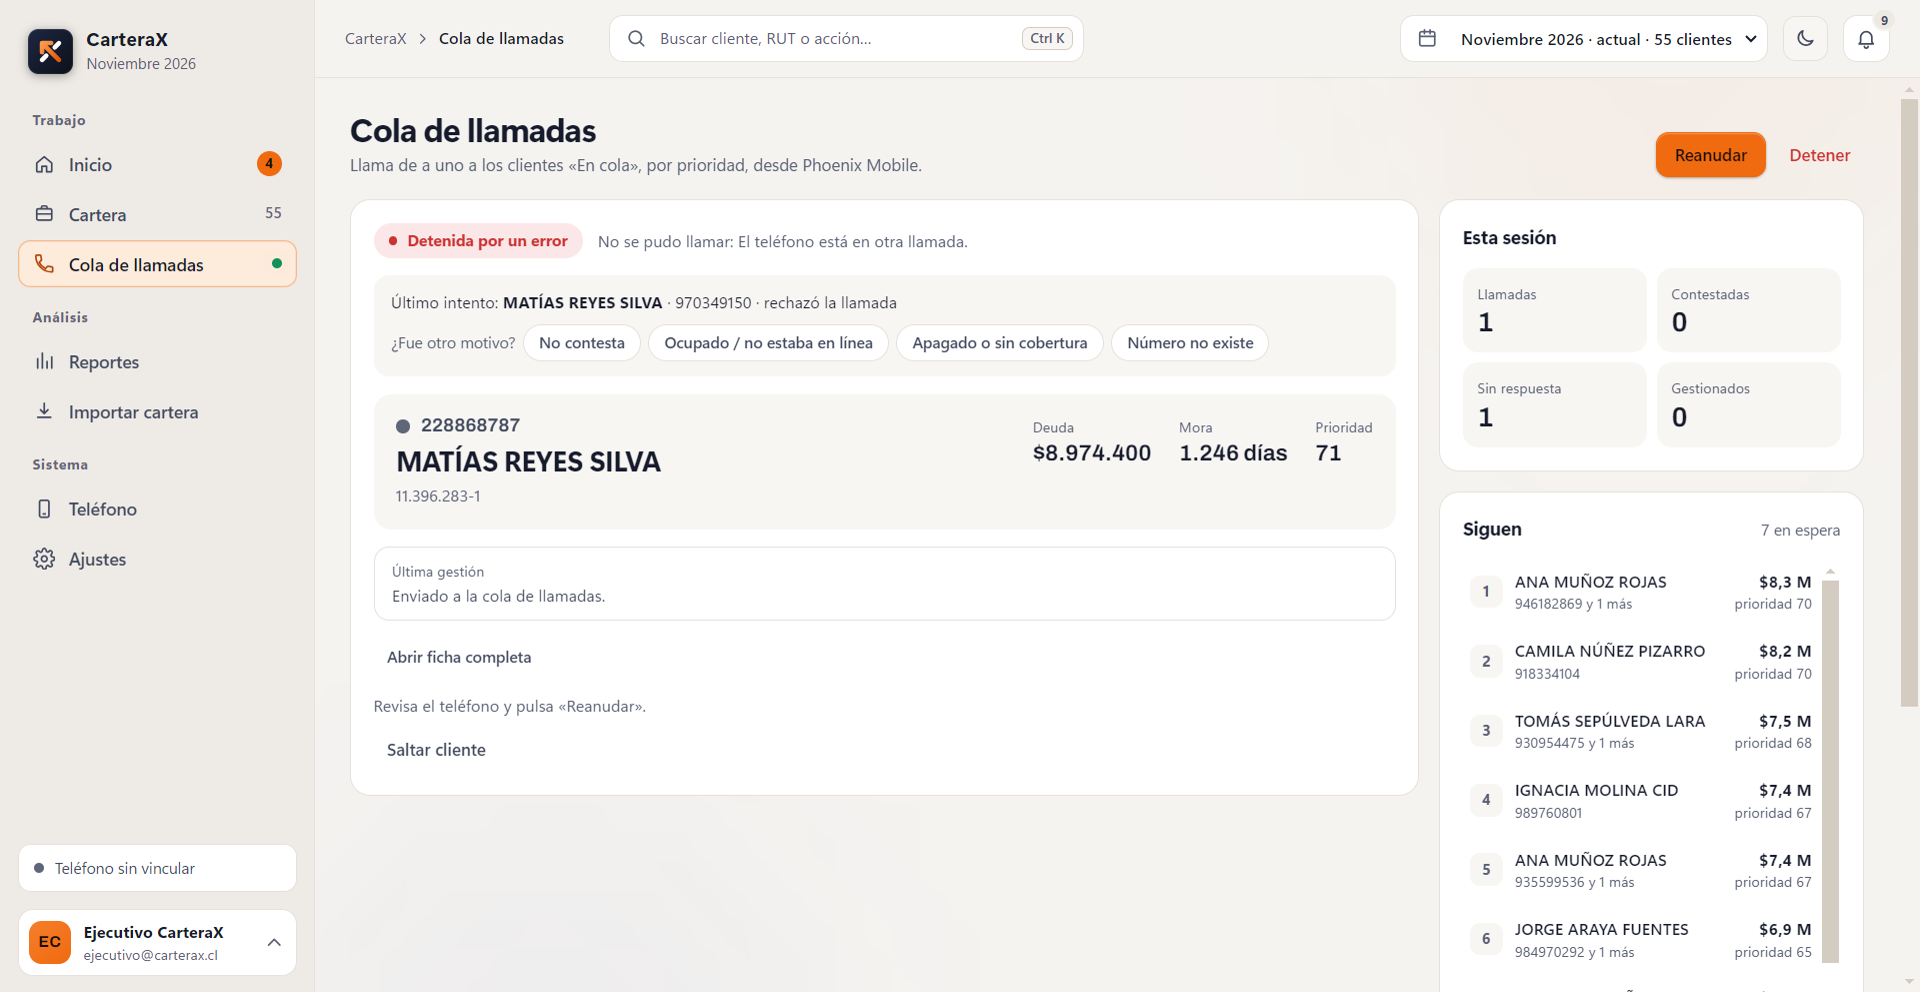 CarteraX
Noviembre 2026
Trabajo
Inicio
4
Cartera
55
Cola de llamadas
Análisis
Reportes
Importar cartera
Sistema
Teléfono
Ajustes
Teléfono sin vincular
EC
Ejecutivo CarteraX
ejecutivo@carterax.cl
CarteraX > Cola de llamadas
Buscar cliente, RUT o acción...
Ctrl K
Noviembre 2026 · actual · 55 clientes
9
Cola de llamadas
Llama de a uno a los clientes «En cola», por prioridad, desde Phoenix Mobile.
Reanudar
Detener
Detenida por un error
No se pudo llamar: El teléfono está en otra llamada.
Último intento: MATÍAS REYES SILVA · 970349150 · rechazó la llamada
¿Fue otro motivo? No contesta Ocupado / no estaba en línea Apagado o sin cobertura Número no existe
228868787
MATÍAS REYES SILVA
11.396.283-1
Deuda
$8.974.400
Mora
1.246 días
Prioridad
71
Última gestión
Enviado a la cola de llamadas.
Abrir ficha completa
Revisa el teléfono y pulsa «Reanudar».
Saltar cliente
Esta sesión
Llamadas
1
Contestadas
0
Sin respuesta
1
Gestionados
0
Siguen
7 en espera
1
ANA MUÑOZ ROJAS
$8,3 M
946182869 y 1 más
prioridad 70
2
CAMILA NÚÑEZ PIZARRO
$8,2 M
918334104
prioridad 70
3
TOMÁS SEPÚLVEDA LARA
$7,5 M
930954475 y 1 más
prioridad 68
4
IGNACIA MOLINA CID
$7,4 M
989760801
prioridad 67
5
ANA MUÑOZ ROJAS
$7,4 M
935599536 y 1 más
prioridad 67
6
JORGE ARAYA FUENTES
$6,9 M
984970292 y 1 más
prioridad 65